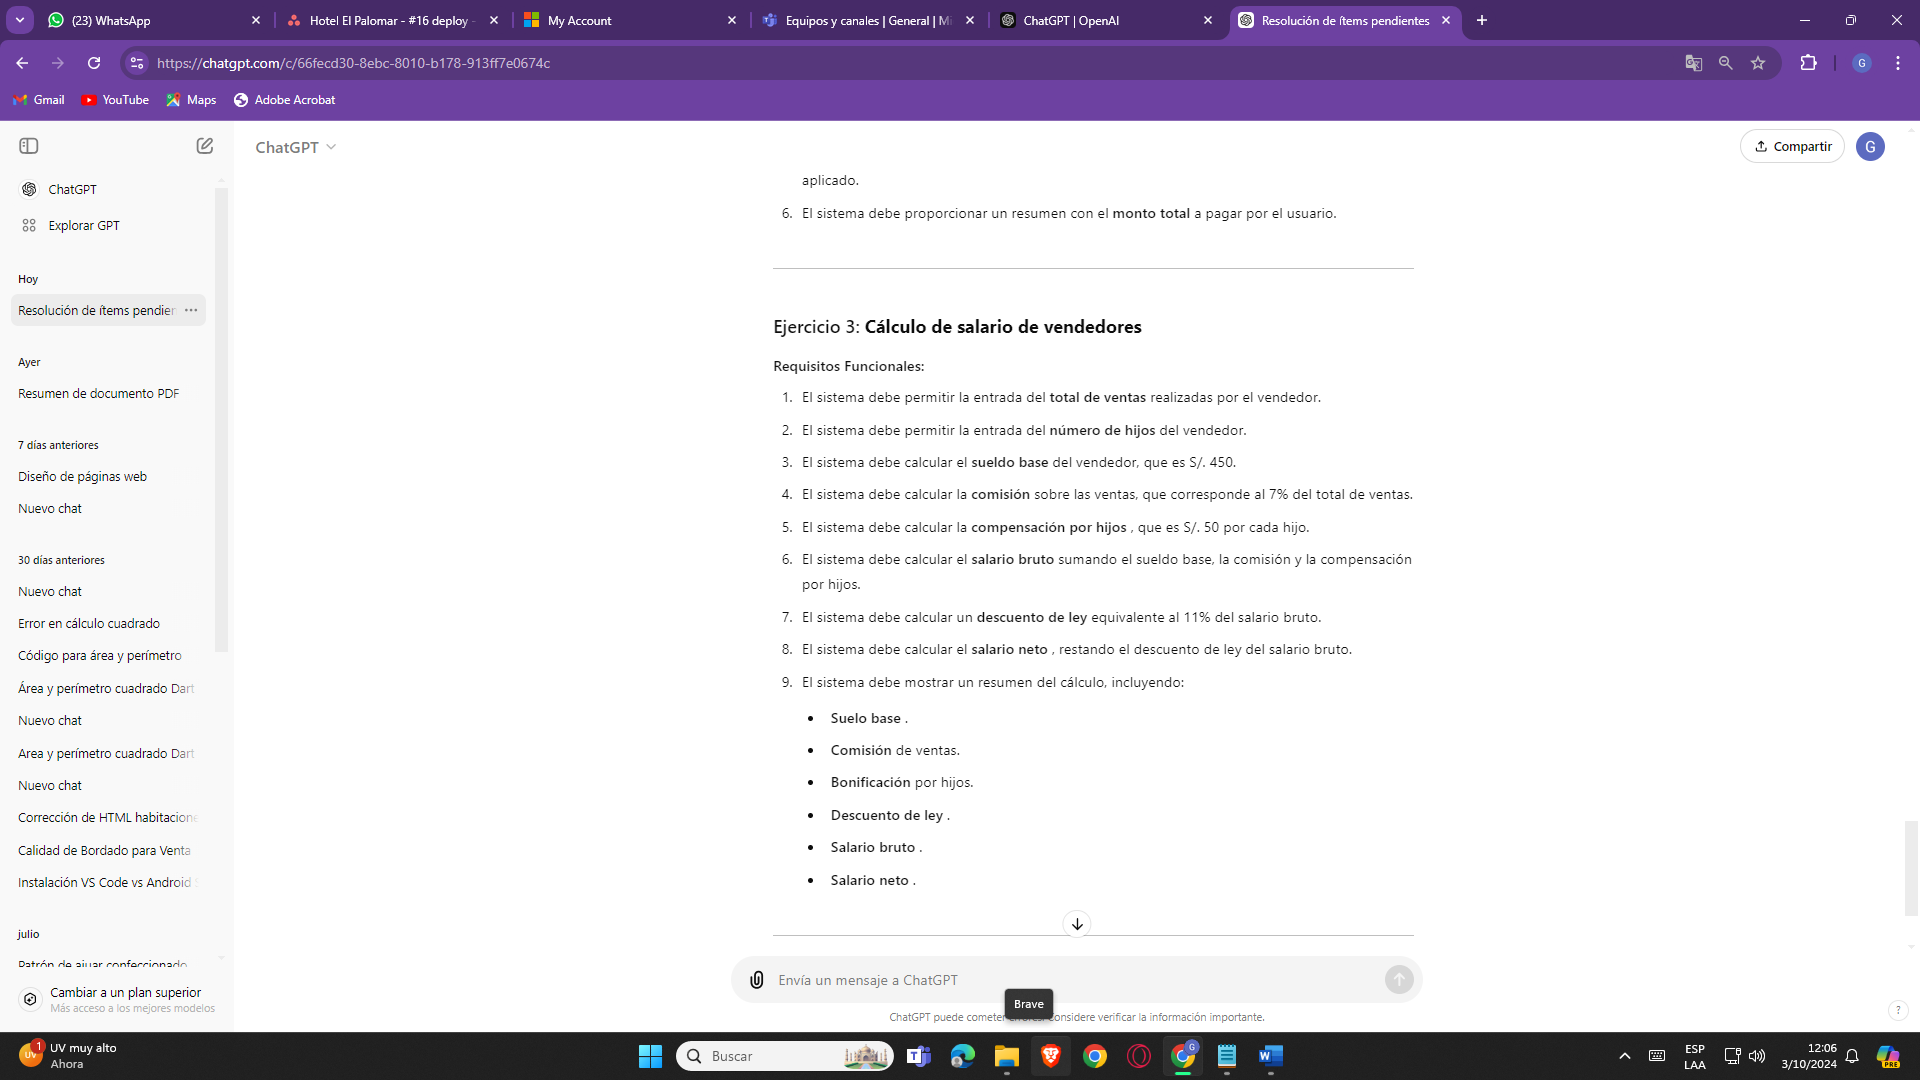 (23) WhatsApp
Hotel El Palomar - #16 deploy -
My Account
Equipos y canales | General | Mi
ChatGPT | OpenAI
Resolución de ítems pendientes
https://chatgpt.com/c/66fecd30-8ebc-8010-b178-913ff7e0674c
G
Gmail
YouTube
Maps
Adobe Acrobat
ChatGPT
Compartir
G
ChatGPT
Explorar GPT
Hoy
Resolución de ítems pendien
Ayer
Resumen de documento PDF
7 días anteriores
Diseño de páginas web
Nuevo chat
30 días anteriores
Nuevo chat
Error en cálculo cuadrado
Código para área y perímetro
Área y perímetro cuadrado Dart
Nuevo chat
Area y perímetro cuadrado Dart
Nuevo chat
Corrección de HTML habitacione
Calidad de Bordado para Venta
Instalación VS Code vs Android
julio
Patrón de ajuar confeccionado
Cambiar a un plan superior
Más acceso a los mejores modelos
aplicado.
6. El sistema debe proporcionar un resumen con el monto total a pagar por el usuario.
Ejercicio 3: Cálculo de salario de vendedores
Requisitos Funcionales:
1. El sistema debe permitir la entrada del total de ventas realizadas por el vendedor.
2. El sistema debe permitir la entrada del número de hijos del vendedor.
3. El sistema debe calcular el sueldo base del vendedor, que es S/. 450.
4. El sistema debe calcular la comisión sobre las ventas, que corresponde al 7% del total de ventas.
5. El sistema debe calcular la compensación por hijos , que es S/. 50 por cada hijo.
6. El sistema debe calcular el salario bruto sumando el sueldo base, la comisión y la compensación
por hijos.
7. El sistema debe calcular un descuento de ley equivalente al 11% del salario bruto.
8. El sistema debe calcular el salario neto , restando el descuento de ley del salario bruto.
9. El sistema debe mostrar un resumen del cálculo, incluyendo:
• Suelo base .
• Comisión de ventas.
• Bonificación por hijos.
• Descuento de ley .
• Salario bruto .
• Salario neto .
Envía un mensaje a ChatGPT
Brave
ChatGPT puede cometer errores. Considere verificar la información importante.
?
1
UV muy alto
Ahora
Buscar
G
ESP
LAA
12:06
3/10/2024
PRE